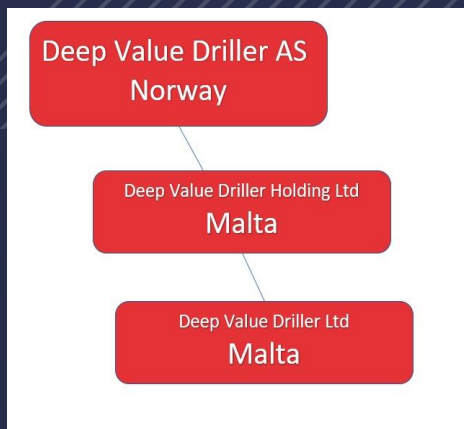 Deep Value Driller AS
Norway
Deep Value Driller Holding Ltd
Malta
Deep Value Driller Ltd
Malta